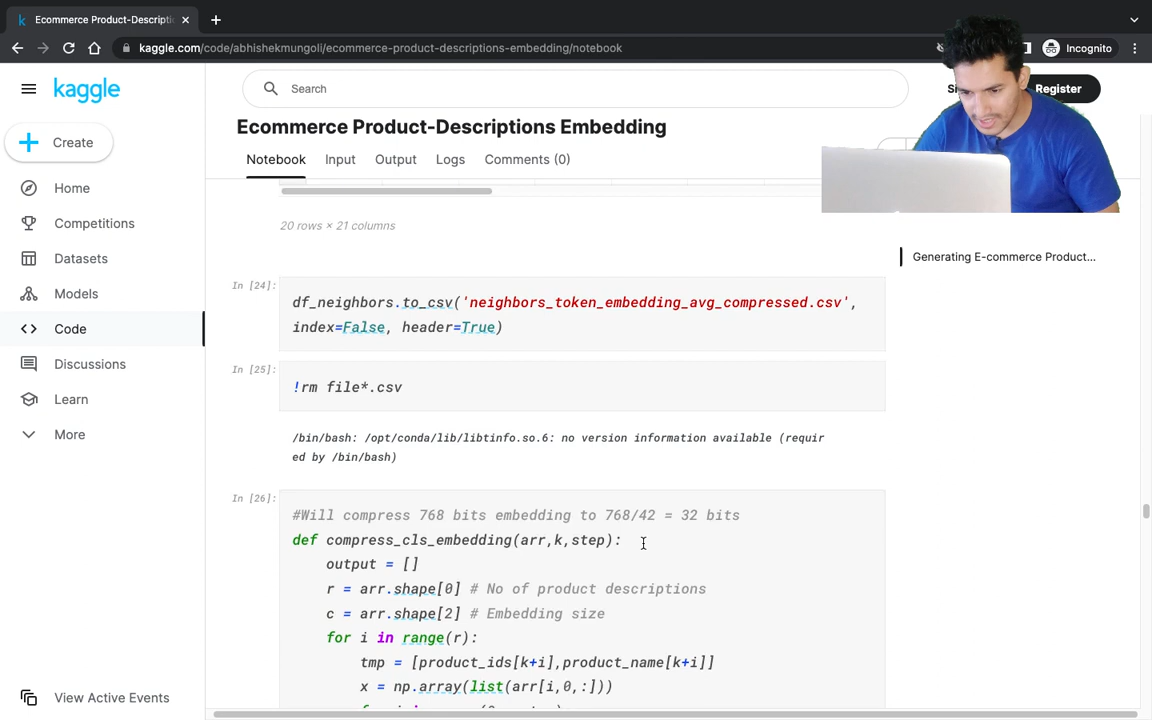 Ecommerce Product-Descripti
kaggle.com/code/abhishekmungoli/ecommerce-product-descriptions-embedding/notebook
Incognito
kaggle
Search
Register
Create
Ecommerce Product-Descriptions Embedding
Notebook Input Output Logs Comments (0)
Home
Competitions
Datasets
Models
Code
Discussions
Learn
More
View Active Events
20 rows × 21 columns
Generating E-commerce Product...
In [24]:
df_neighbors.to_csv('neighbors_token_embedding_avg_compressed.csv',
index=False, header=True)
In [25]:
!rm file*.csv
/bin/bash: /opt/conda/lib/libtinfo.so.6: no version information available (requir
ed by /bin/bash)
In [26]:
#Will compress 768 bits embedding to 768/42 = 32 bits
def compress_cls_embedding(arr,k,step):
output = []
r = arr.shape[0] # No of product descriptions
c = arr.shape[2] # Embedding size
for i in range(r):
tmp = [product_ids[k+i],product_name[k+i]]
x = np.array(list(arr[i,0,:]))